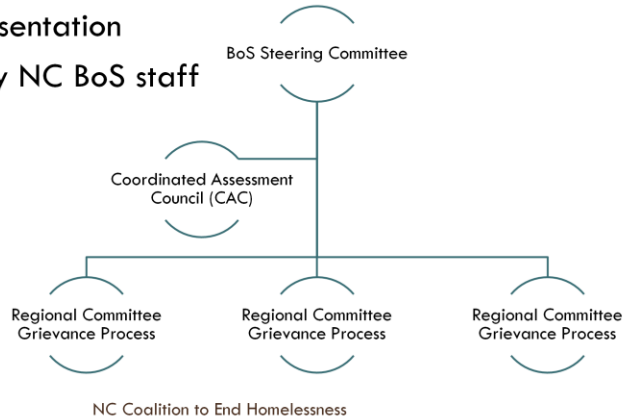 BoS Steering Committee
NC BoS staff
Coordinated Assessment
Council (CAC)
Regional Committee
Grievance Process
Regional Committee
Grievance Process
Regional Committee
Grievance Process
NC Coalition to End Homelessness